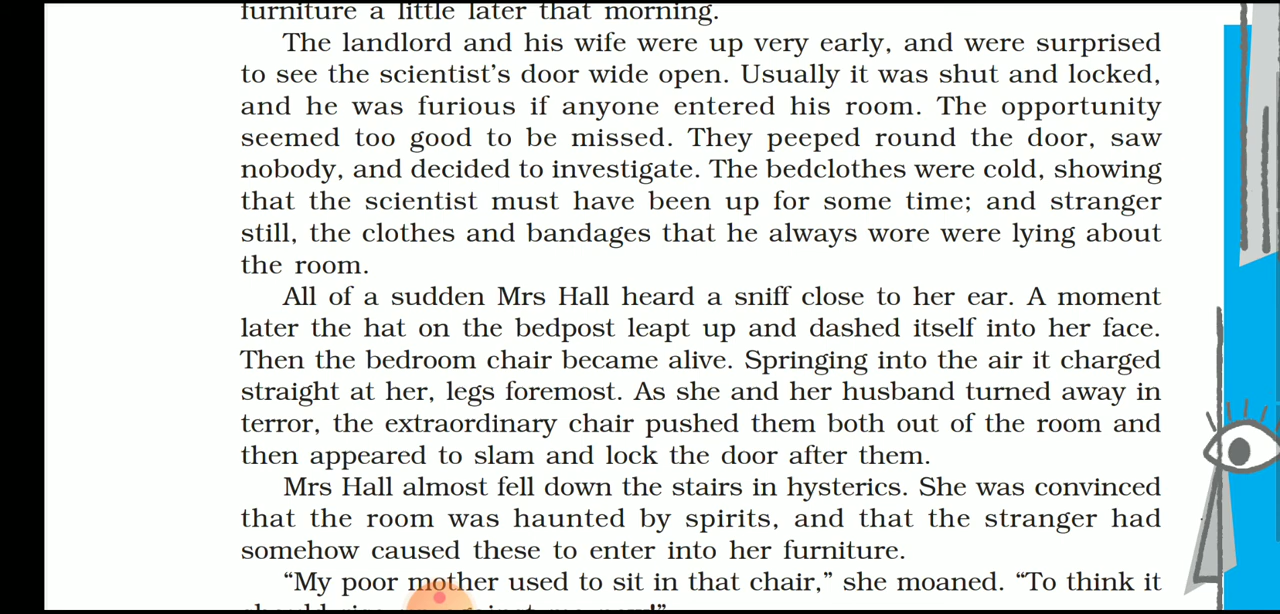 furniture a little later that morning.
The landlord and his wife were up very early, and were surprised
to see the scientist's door wide open. Usually it was shut and locked,
and he was furious if anyone entered his room. The opportunity
seemed too good to be missed. They peeped round the door, saw
nobody, and decided to investigate. The bedclothes were cold, showing
that the scientist must have been up for some time; and stranger
still, the clothes and bandages that he always wore were lying about
the room.
All of a sudden Mrs Hall heard a sniff close to her ear. A moment
later the hat on the bedpost leapt up and dashed itself into her face.
Then the bedroom chair became alive. Springing into the air it charged
straight at her, legs foremost. As she and her husband turned away in
terror, the extraordinary chair pushed them both out of the room and
then appeared to slam and lock the door after them.
Mrs Hall almost fell down the stairs in hysterics. She was convinced
that the room was haunted by spirits, and that the stranger had
somehow caused these to enter into her furniture.
“My poor mother used to sit in that chair,” she moaned. “To think it